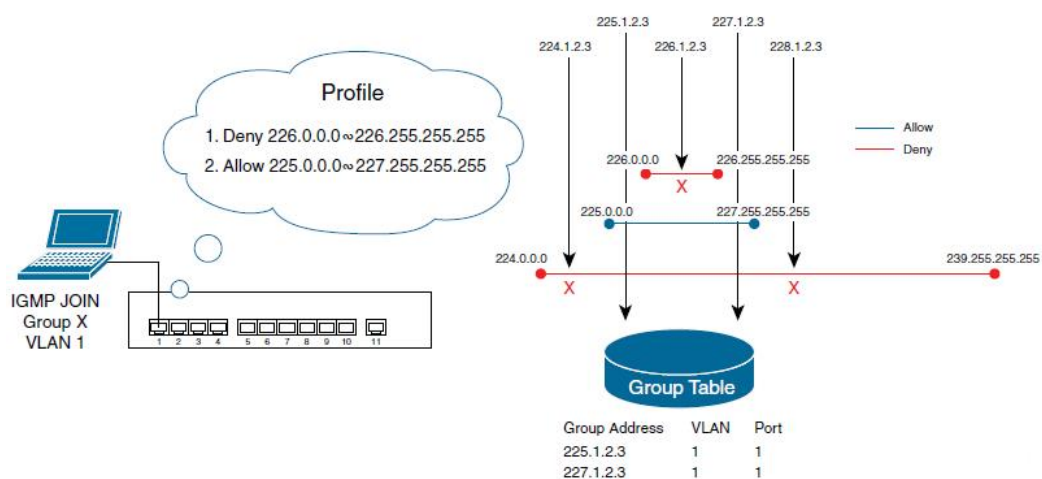 Profile
1. Deny 226.0.0.0∾226.255.255.255
2. Allow 225.0.0.0∾227.255.255.255
IGMP JOIN
Group X
VLAN 1
1 2 3 4 5 6 7 8 9 10 11
225.1.2.3 227.1.2.3
224.1.2.3 226.1.2.3 228.1.2.3
Allow
Deny
226.0.0.0 226.255.255.255
X
225.0.0.0 227.255.255.255
224.0.0.0 239.255.255.255
X X
Group Table
Group Address VLAN Port
225.1.2.3 1 1
227.1.2.3 1 1